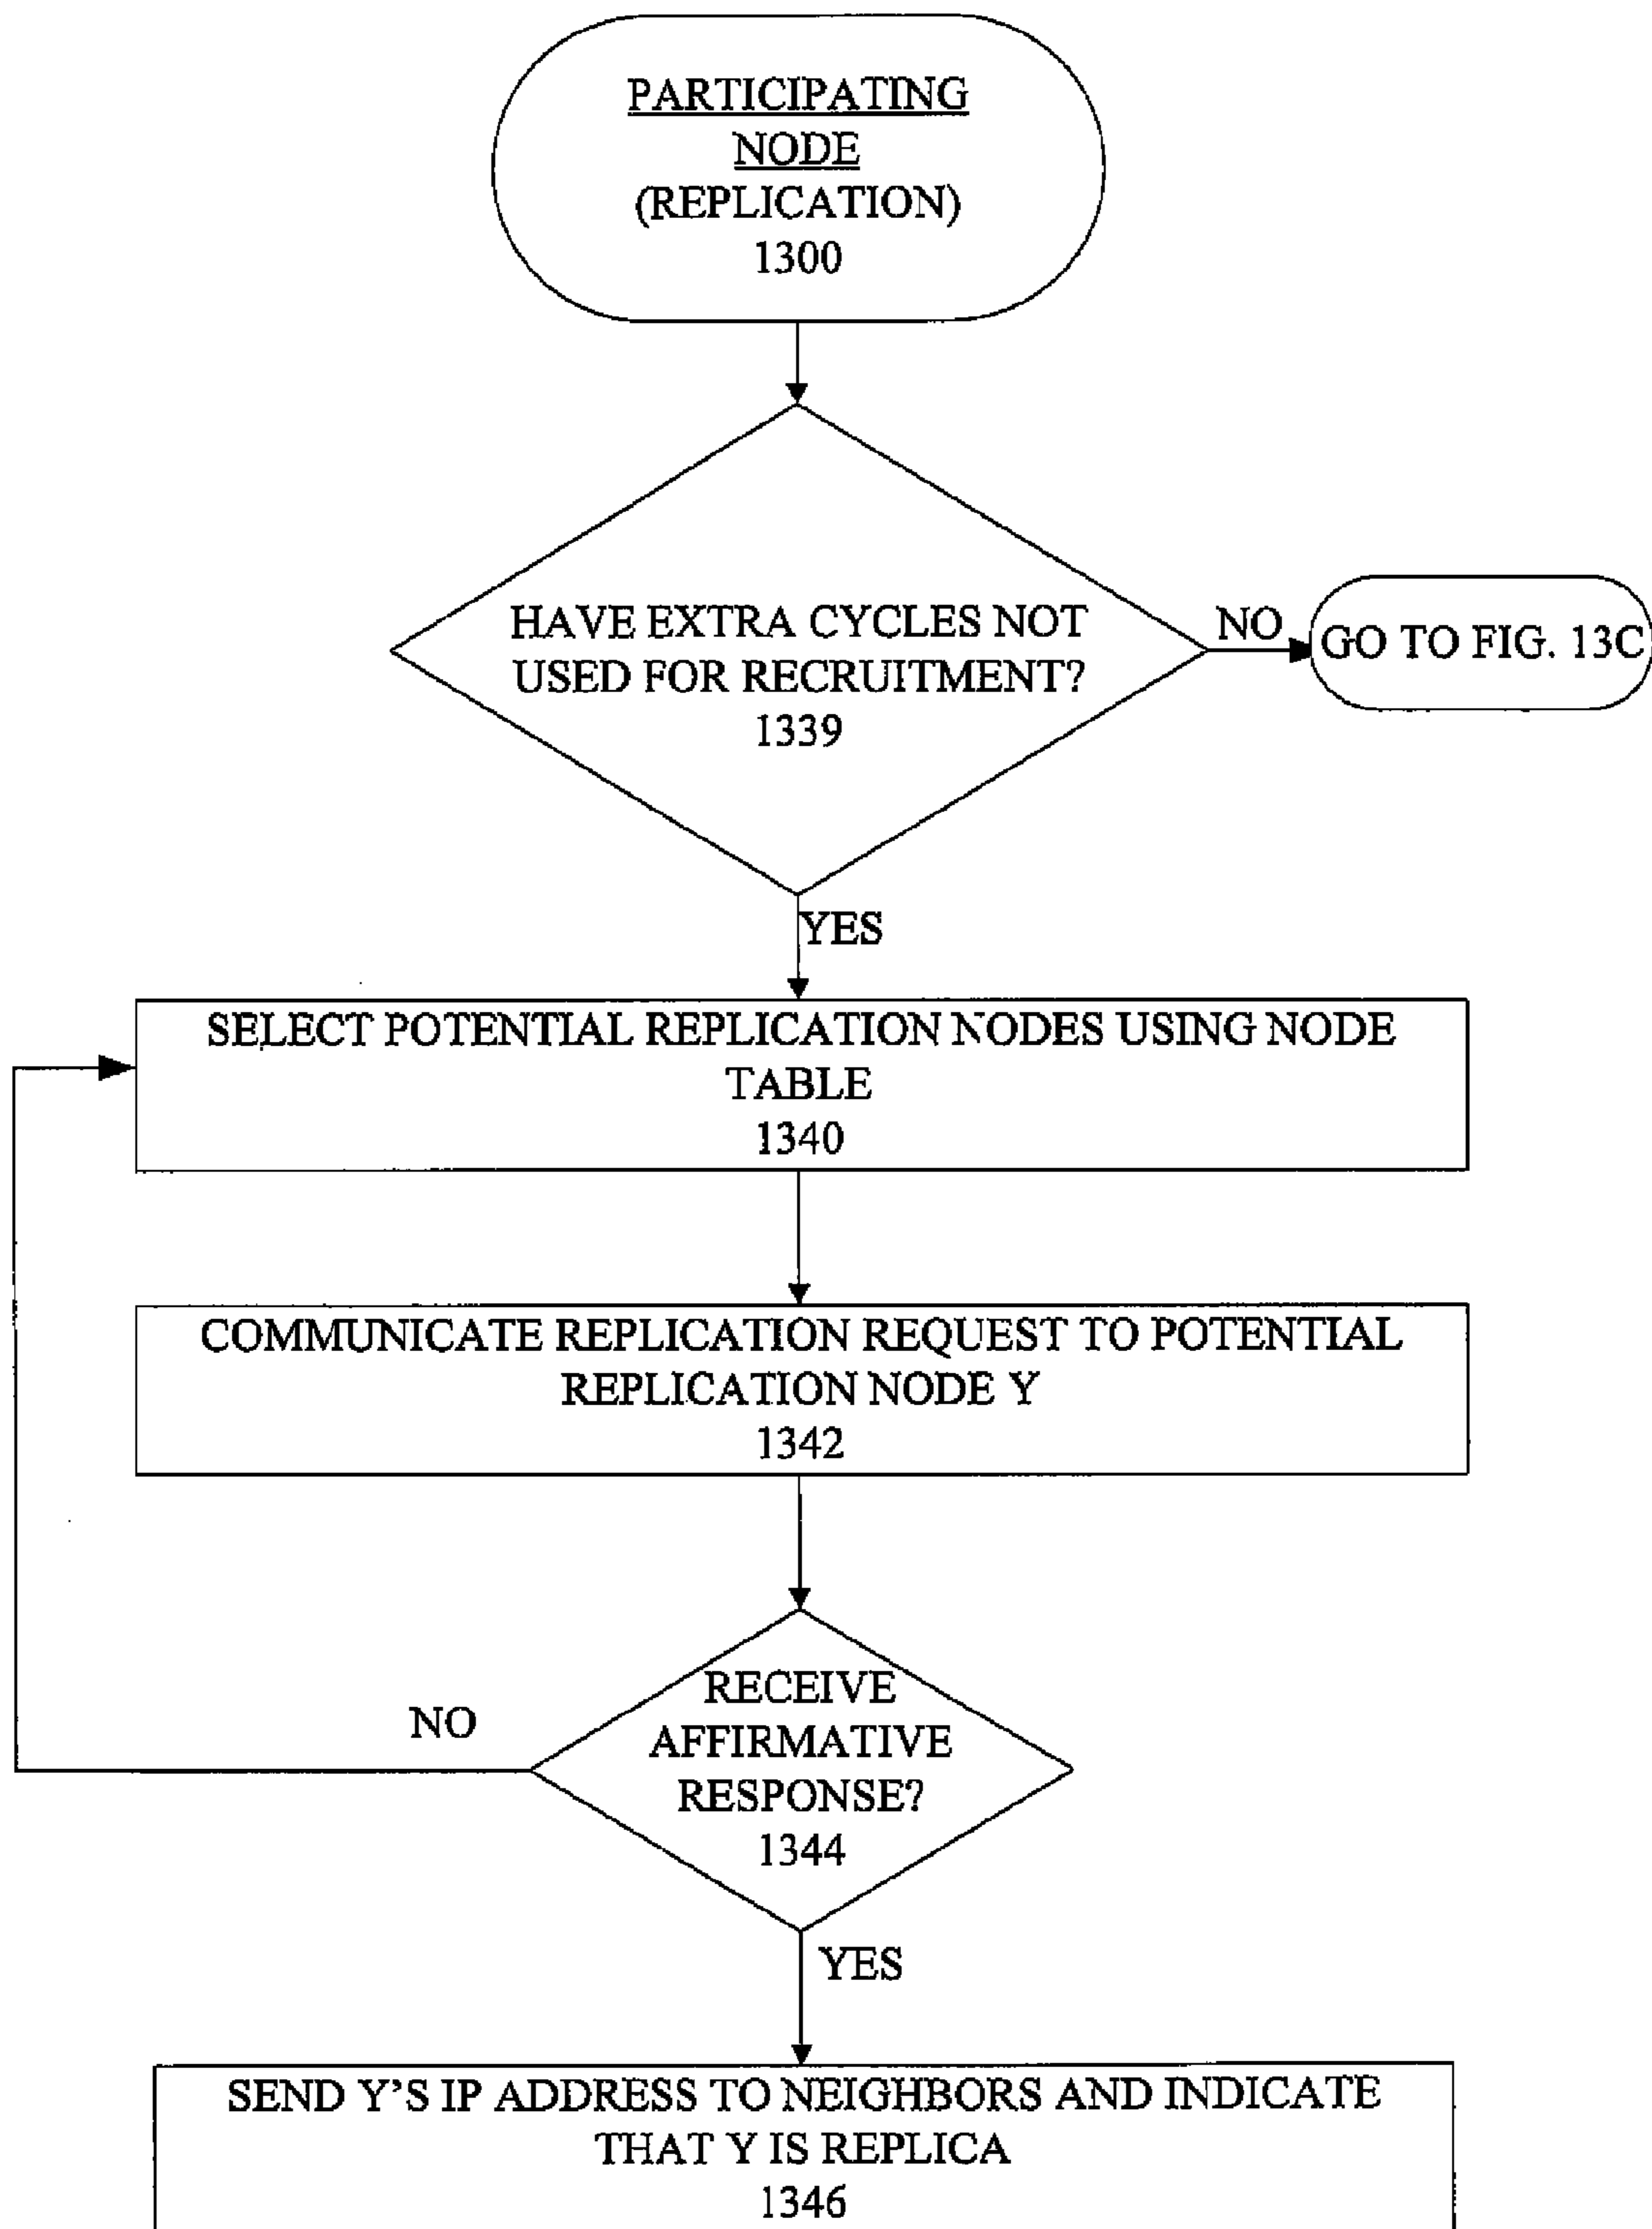 PARTICIPATING
NODE
(REPLICATION)
1300
HAVE EXTRA CYCLES NOT
USED FOR RECRUITMENT?
1339
NO
GO TO FIG. 13C
YES
SELECT POTENTIAL REPLICATION NODES USING NODE
TABLE
1340
COMMUNICATE REPLICATION REQUEST TO POTENTIAL
REPLICATION NODE Y
1342
RECEIVE
AFFIRMATIVE
RESPONSE?
1344
NO
YES
SEND Y'S IP ADDRESS TO NEIGHBORS AND INDICATE
THAT Y IS REPLICA
1346